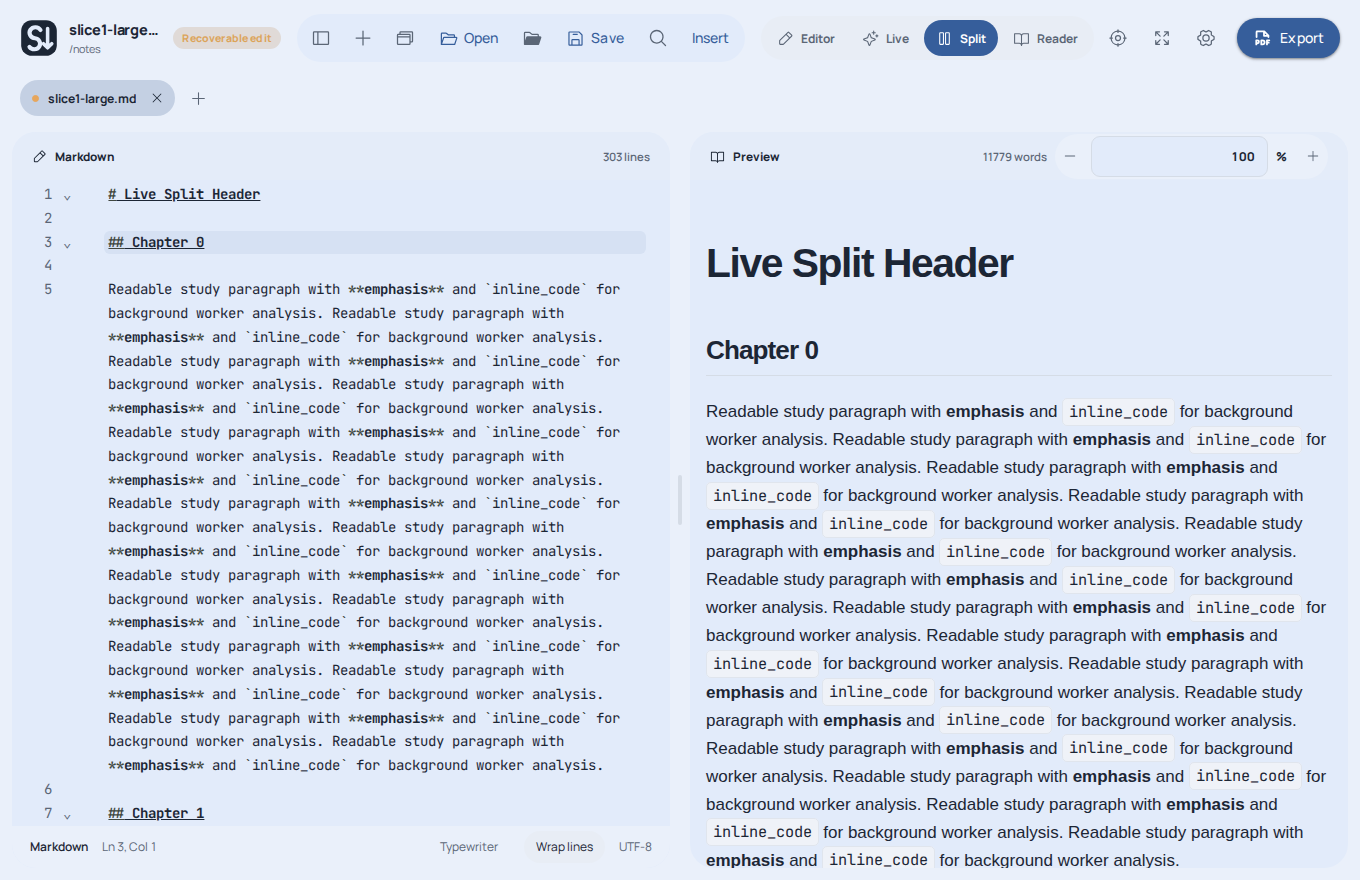 slice1-large...
/notes
Recoverable edit
Open
Save
Insert
Editor
Live
Split
Reader
PDF
Export
slice1-large.md
Markdown
303 lines
1
# Live Split Header
2
3
## Chapter 0
4
5
Readable study paragraph with **emphasis** and `inline_code` for
background worker analysis. Readable study paragraph with
**emphasis** and `inline_code` for background worker analysis.
Readable study paragraph with **emphasis** and `inline_code` for
background worker analysis. Readable study paragraph with
**emphasis** and `inline_code` for background worker analysis.
Readable study paragraph with **emphasis** and `inline_code` for
background worker analysis. Readable study paragraph with
**emphasis** and `inline_code` for background worker analysis.
Readable study paragraph with **emphasis** and `inline_code` for
background worker analysis. Readable study paragraph with
**emphasis** and `inline_code` for background worker analysis.
Readable study paragraph with **emphasis** and `inline_code` for
background worker analysis. Readable study paragraph with
**emphasis** and `inline_code` for background worker analysis.
Readable study paragraph with **emphasis** and `inline_code` for
background worker analysis. Readable study paragraph with
**emphasis** and `inline_code` for background worker analysis.
Readable study paragraph with **emphasis** and `inline_code` for
background worker analysis. Readable study paragraph with
**emphasis** and `inline_code` for background worker analysis.
6
7
## Chapter 1
Markdown
Ln 3, Col 1
Typewriter
Wrap lines
UTF-8
Preview
11779 words
100
%
Live Split Header
Chapter 0
Readable study paragraph with emphasis and inline_code for background
worker analysis. Readable study paragraph with emphasis and inline_code for
background worker analysis. Readable study paragraph with emphasis and
inline_code for background worker analysis. Readable study paragraph with
emphasis and inline_code for background worker analysis. Readable study
paragraph with emphasis and inline_code for background worker analysis.
Readable study paragraph with emphasis and inline_code for background
worker analysis. Readable study paragraph with emphasis and inline_code for
background worker analysis. Readable study paragraph with emphasis and
inline_code for background worker analysis. Readable study paragraph with
emphasis and inline_code for background worker analysis. Readable study
paragraph with emphasis and inline_code for background worker analysis.
Readable study paragraph with emphasis and inline_code for background
worker analysis. Readable study paragraph with emphasis and inline_code for
background worker analysis. Readable study paragraph with emphasis and
inline_code for background worker analysis. Readable study paragraph with
emphasis and inline_code for background worker analysis.